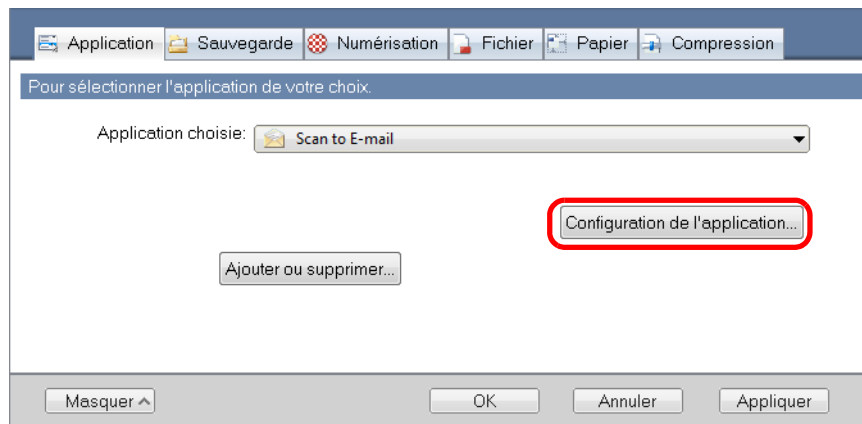 Application Sauvegarde Numérisation Fichier Papier Compression
Pour sélectionner l'application de votre choix.
Application choisie: Scan to E-mail
Configuration de l'application...
Ajouter ou supprimer...
Masquer OK Annuler Appliquer